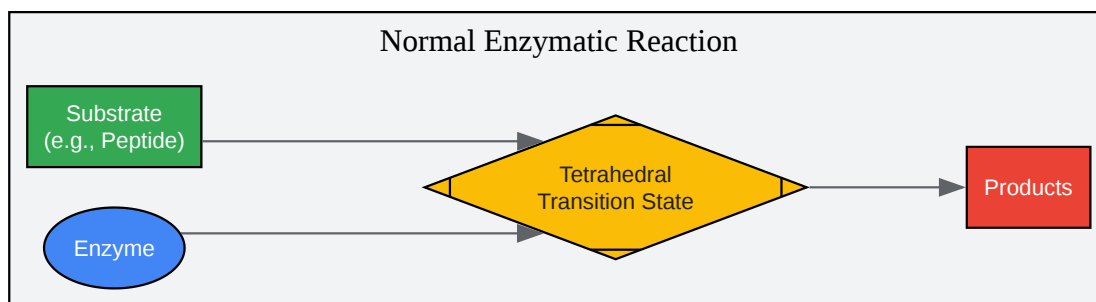 Normal Enzymatic Reaction
Substrate
(e.g., Peptide)
Enzyme
Tetrahedral
Transition State
Products